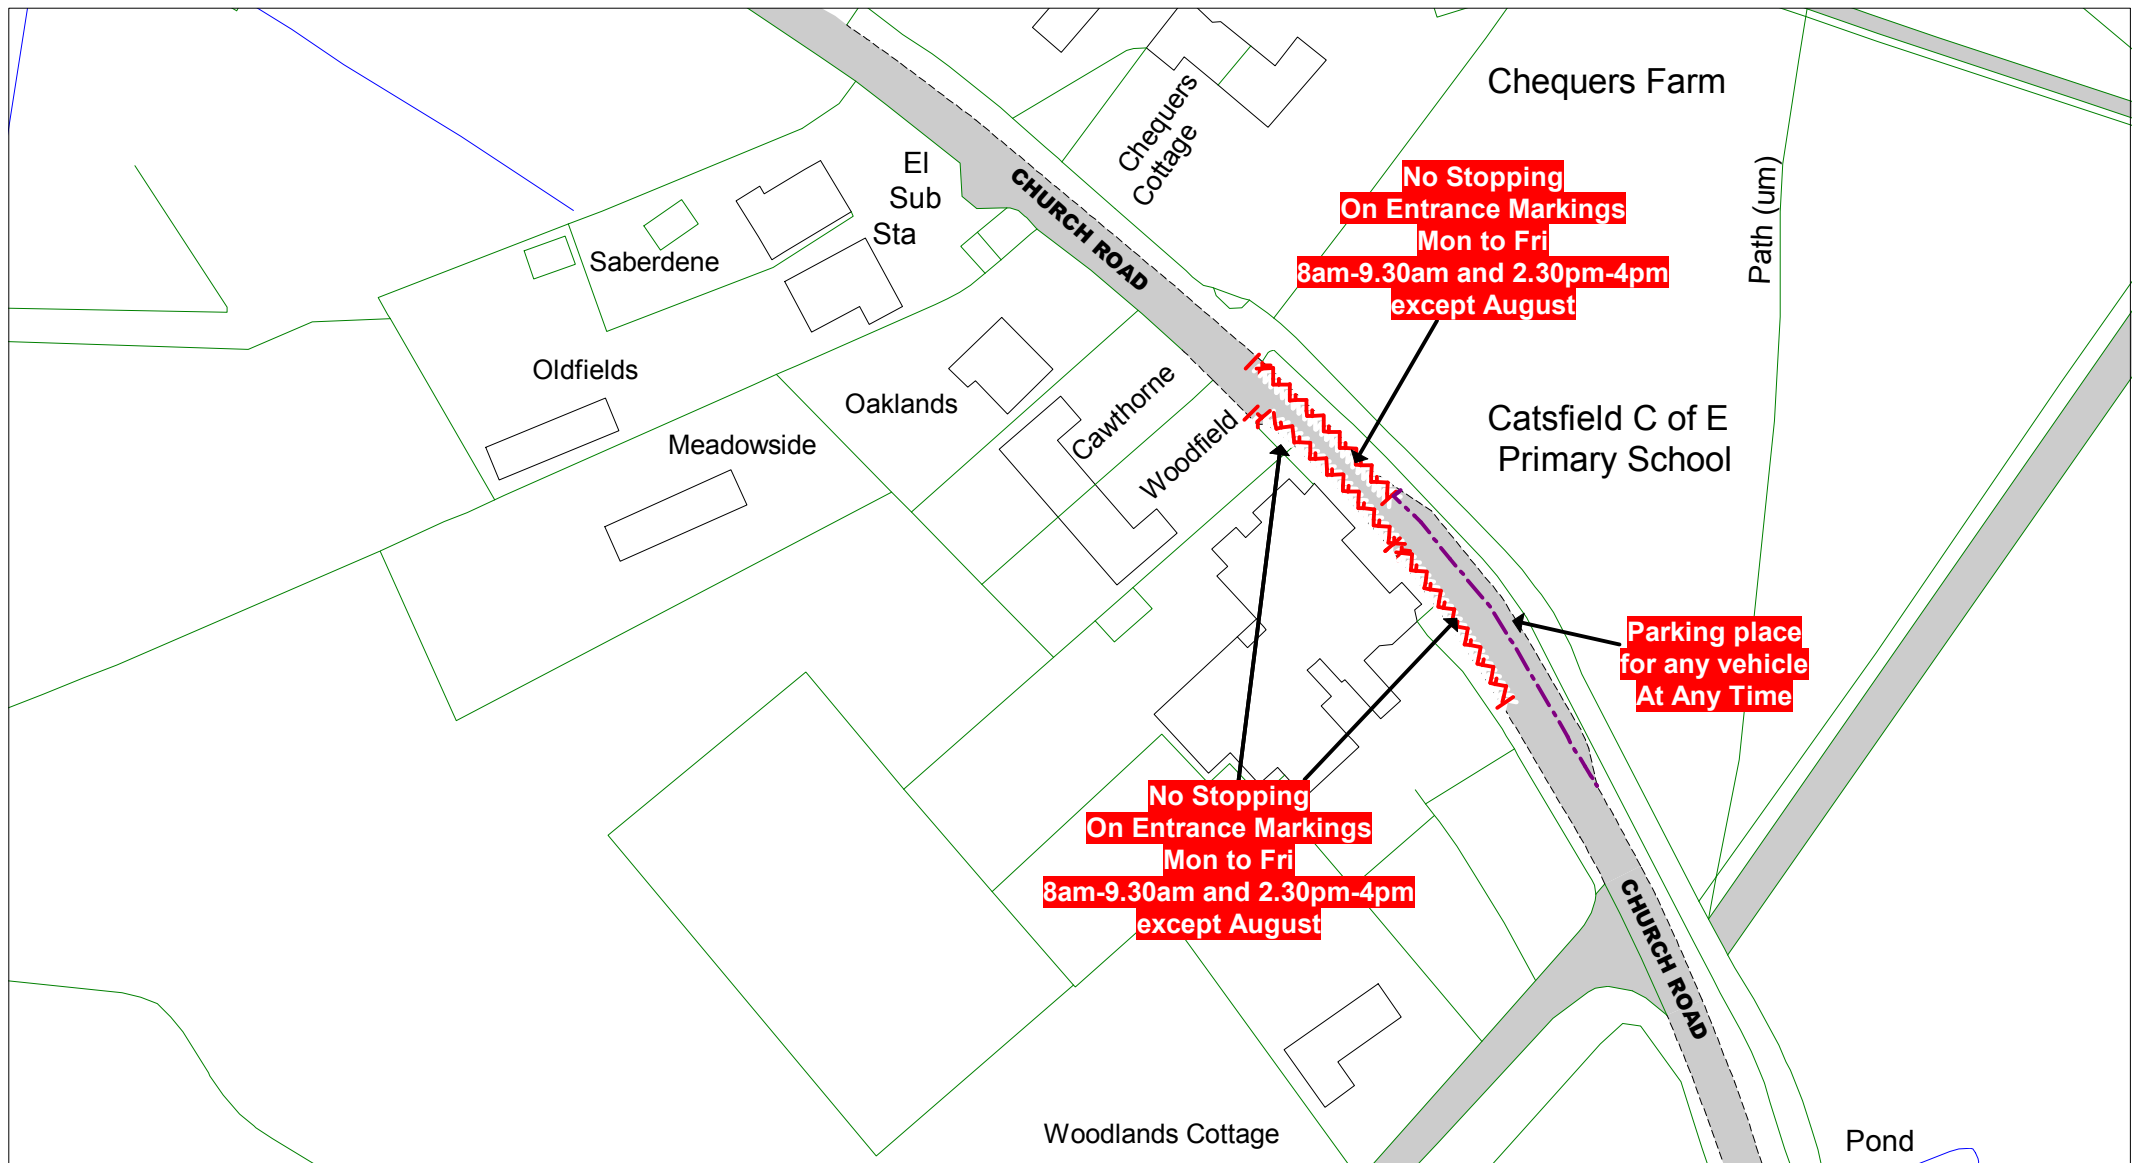 Chequers Farm
Chequers
Cottage
El
Sub
Sta
CHURCH ROAD
No Stopping
On Entrance Markings
Mon to Fri
8am-9.30am and 2.30pm-4pm
except August
Path (um)
Saberdene
Oldfields
Oaklands
Cawthorne
Woodfield
Meadowside
Catsfield C of E
Primary School
Parking place
for any vehicle
At Any Time
No Stopping
On Entrance Markings
Mon to Fri
8am-9.30am and 2.30pm-4pm
except August
CHURCH ROAD
Woodlands Cottage
Pond